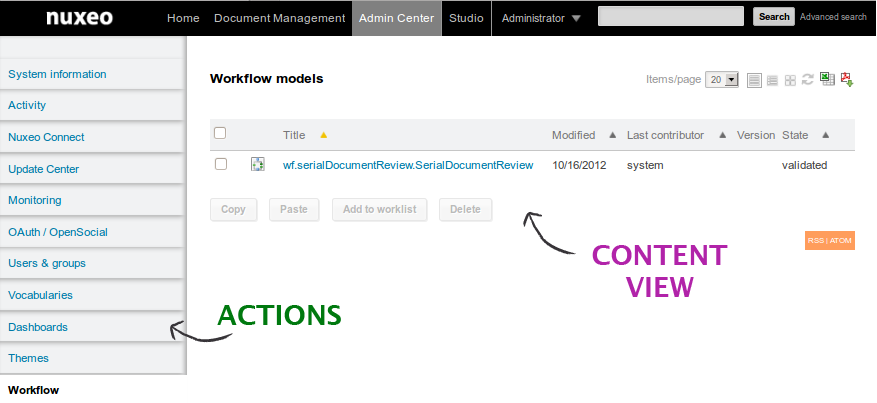 nuxeo
Home Document Management Admin Center Studio Administrator Search Advanced search
System information
Activity
Nuxeo Connect
Update Center
Monitoring
OAuth / OpenSocial
Users & groups
Vocabularies
Dashboards
Themes
Workflow
Workflow models
Items/page 20
Title Modified Last contributor Version State
wf.serialDocumentReview.SerialDocumentReview 10/16/2012 system validated
Copy Paste Add to worklist Delete
RSS | ATOM
CONTENT
VIEW
ACTIONS